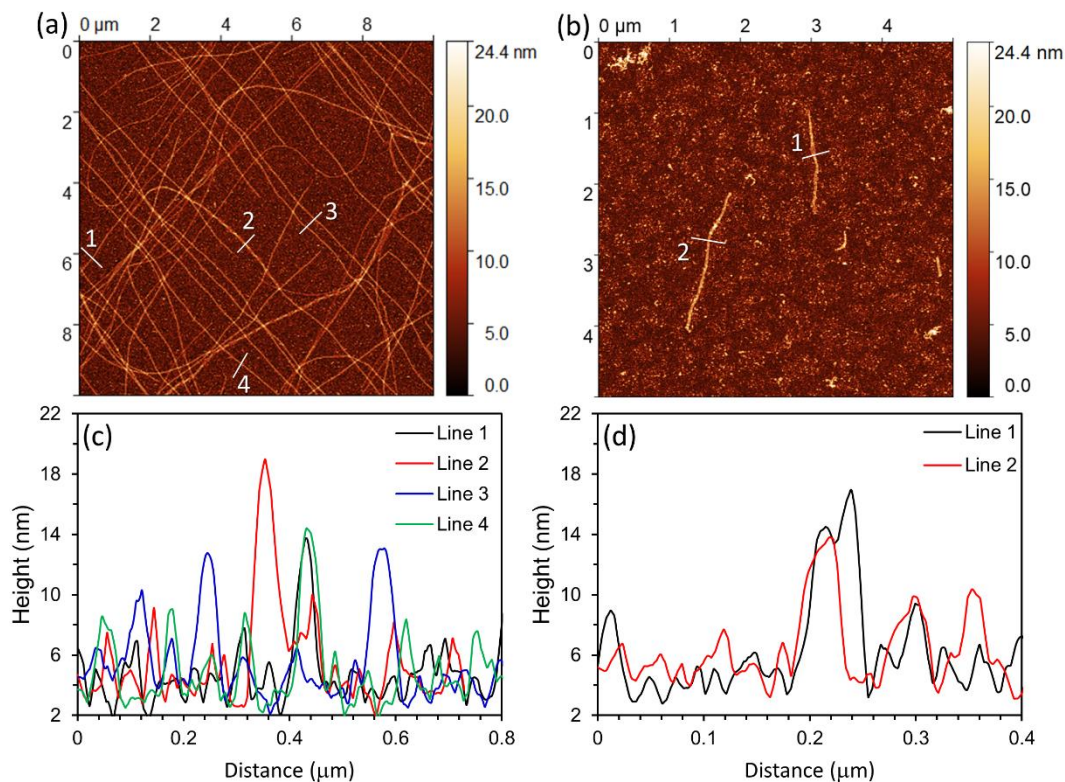 (a)
0 μm 2 4 6 8
0
2
4
6
8
1
2
3
4
24.4 nm
20.0
15.0
10.0
5.0
0.0
(b)
0 μm 1 2 3 4
0
1
2
3
4
1
2
24.4 nm
20.0
15.0
10.0
5.0
0.0
(c)
Height (nm)
22
18
14
10
6
2
Line 1
Line 2
Line 3
Line 4
0 0.2 0.4 0.6 0.8
Distance (μm)
(d)
Height (nm)
22
18
14
10
6
2
Line 1
Line 2
0 0.1 0.2 0.3 0.4
Distance (μm)